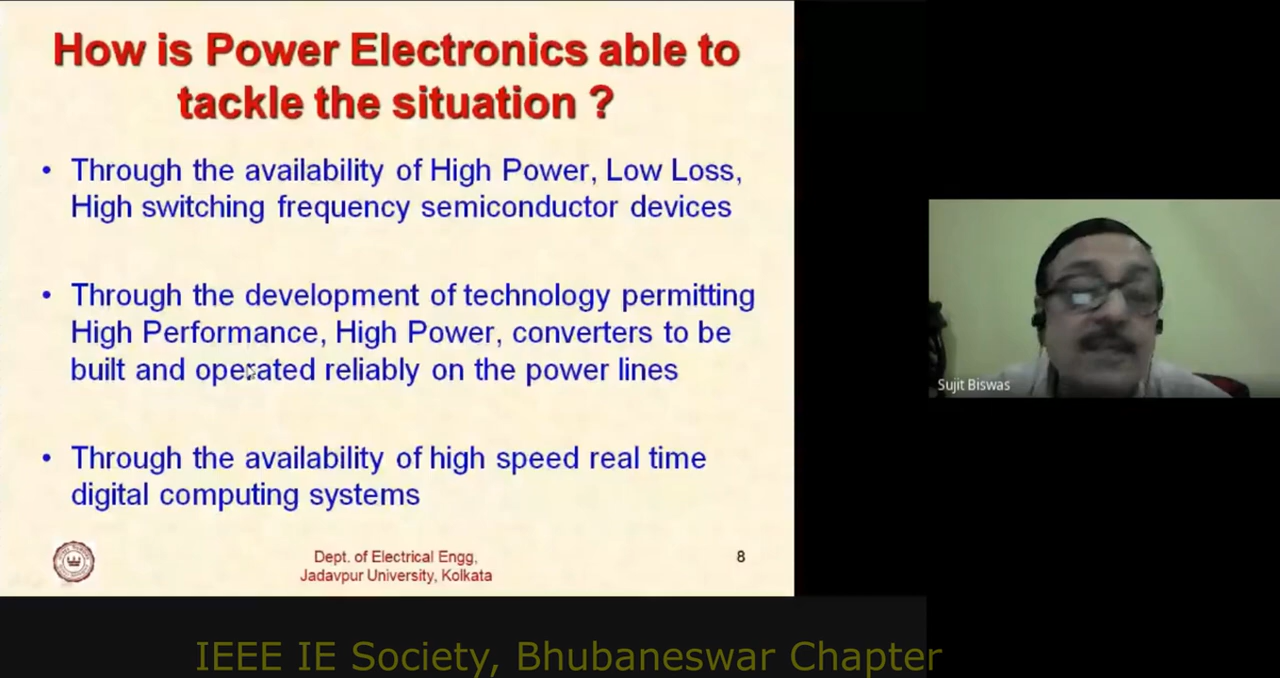 How is Power Electronics able to
tackle the situation ?
• Through the availability of High Power, Low Loss,
High switching frequency semiconductor devices
• Through the development of technology permitting
High Performance, High Power, converters to be
built and operated reliably on the power lines
• Through the availability of high speed real time
digital computing systems
Dept. of Electrical Engg,
Jadavpur University, Kolkata
8
Sujit Biswas
IEEE IE Society, Bhubaneswar Chapter